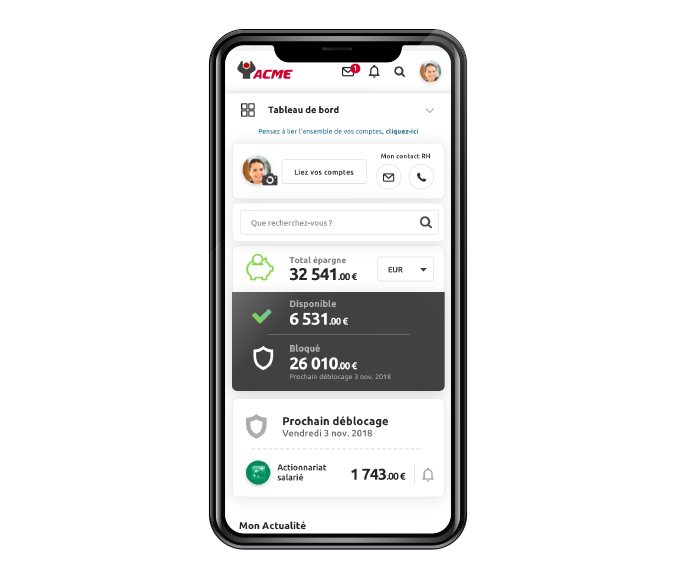 ACME
1
Tableau de bord
Pensez à lier l'ensemble de vos comptes, cliquez-ici
Mon contact RH
Liez vos comptes
Que recherchez-vous ?
Total épargne
32 541.00 €
EUR
Disponible
6 531.00 €
Bloqué
26 010.00 €
Prochain déblocage 3 nov. 2018
Prochain déblocage
Vendredi 3 nov. 2018
Actionnariat
salarié
1 743.00 €
Mon Actualité